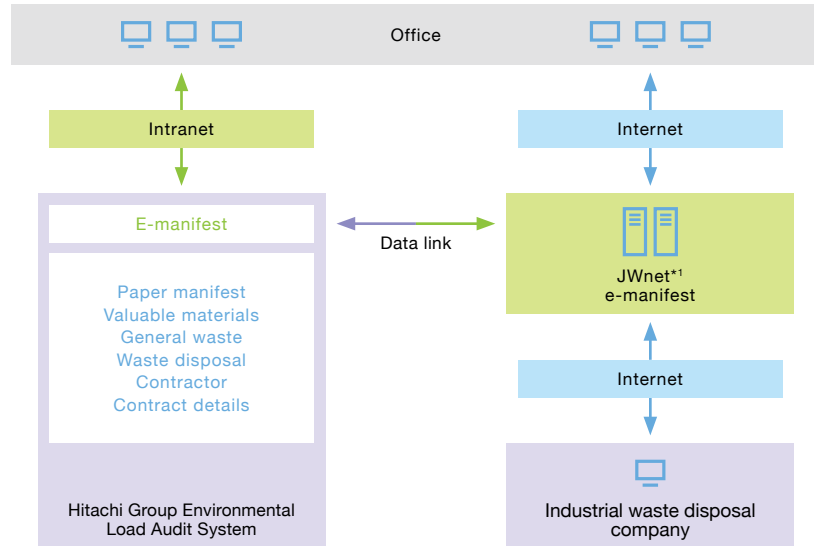 Office
Intranet
Internet
E-manifest
Data link
Paper manifest
Valuable materials
General waste
Waste disposal
Contractor
Contract details
Hitachi Group Environmental
Load Audit System
JWnet*1
e-manifest
Internet
Industrial waste disposal
company